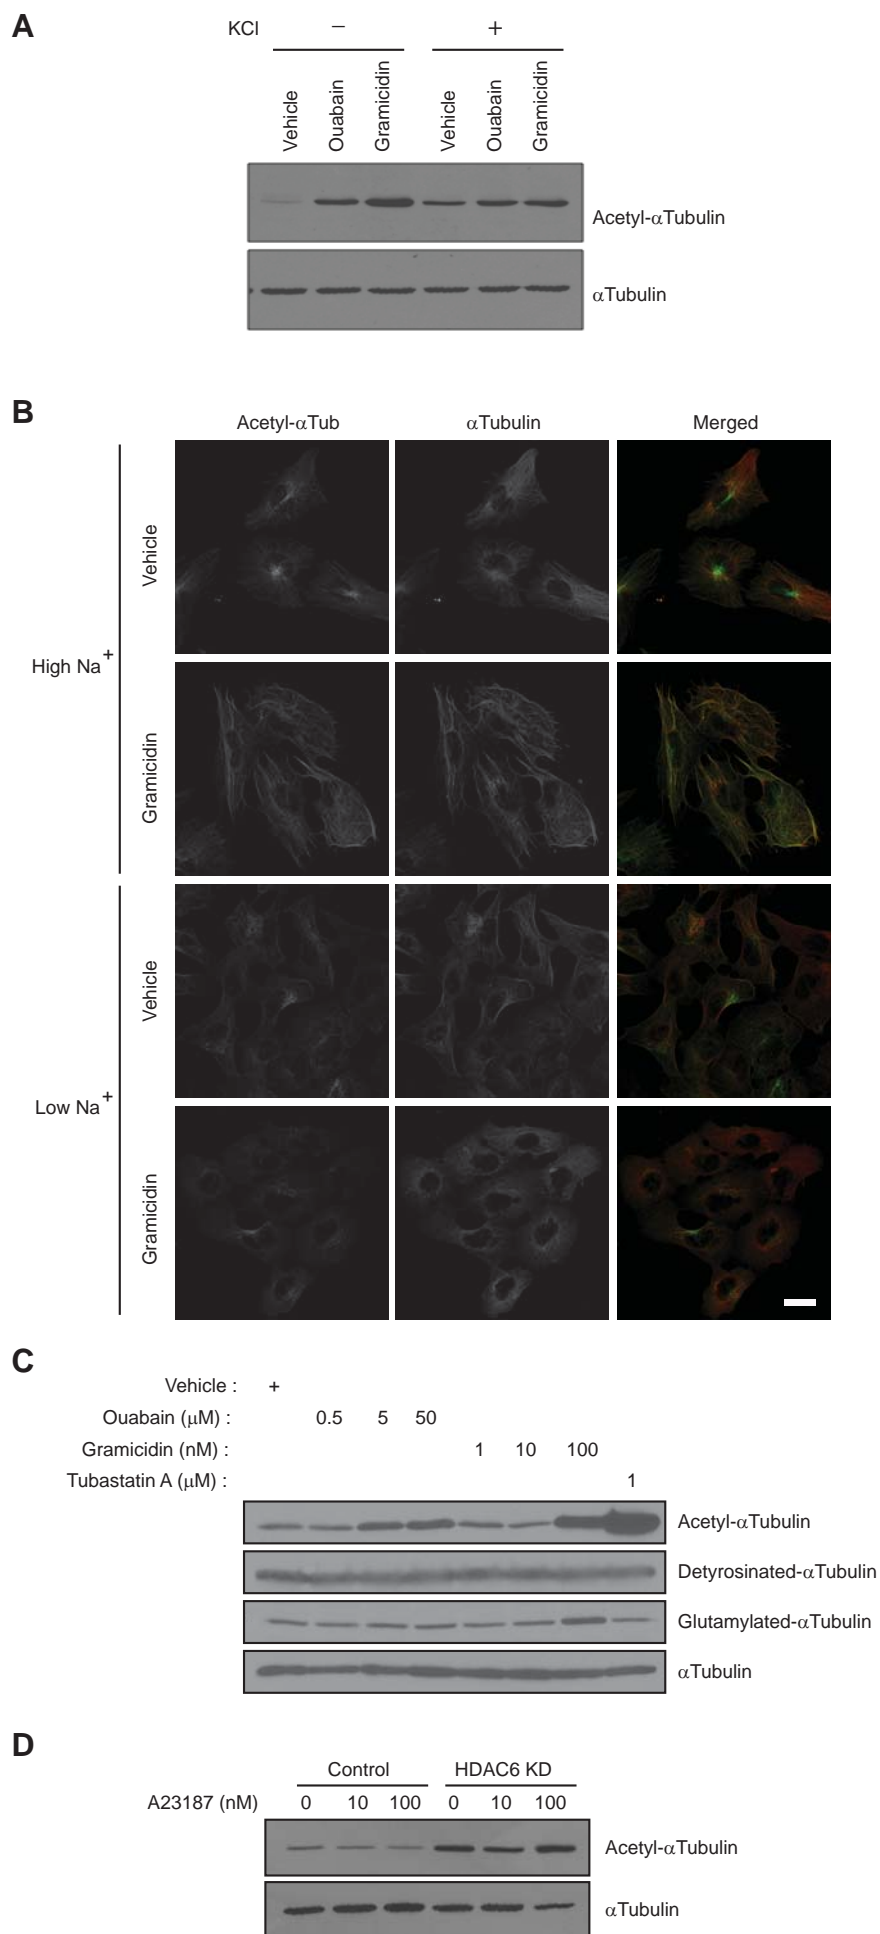 A
KCl − +
Vehicle Ouabain Gramicidin Vehicle Ouabain Gramicidin
Acetyl-αTubulin
αTubulin
B
Acetyl-αTub αTubulin Merged
Vehicle
High Na+
Gramicidin
Vehicle
Low Na+
Gramicidin
C
Vehicle : +
Ouabain (μM) : 0.5 5 50
Gramicidin (nM) : 1 10 100
Tubastatin A (μM) : 1
Acetyl-αTubulin
Detyrosinated-αTubulin
Glutamylated-αTubulin
αTubulin
D
Control HDAC6 KD
A23187 (nM) 0 10 100 0 10 100
Acetyl-αTubulin
αTubulin